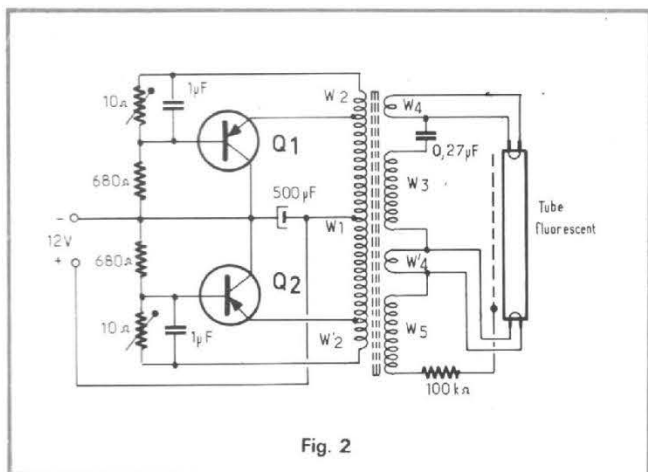 1µF
10Ω
W2
W4
Q1
0,27µF
680Ω
500µF
W3
Tube
fluorescent
−
W1
12V
+
680Ω
W'4
Q2
10Ω
1µF
W'2
W5
100kΩ
Fig. 2